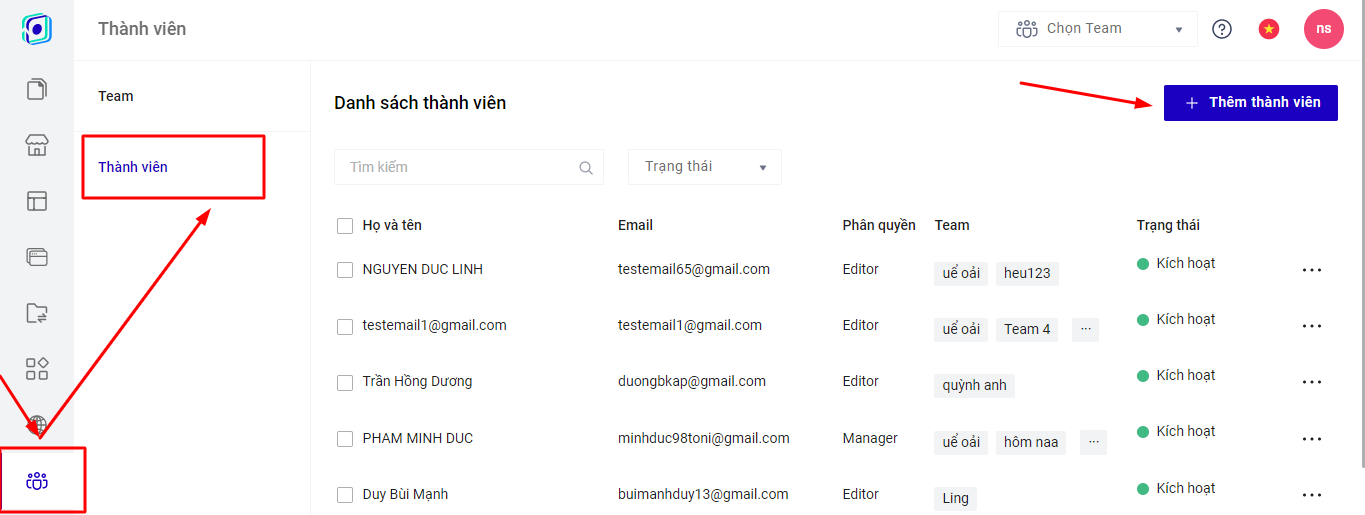 Thành viên
Chọn Team
ns
Team
Thành viên
Danh sách thành viên
Thêm thành viên
Tìm kiếm
Trạng thái
Họ và tên Email Phân quyền Team Trạng thái
NGUYEN DUC LINH testemail65@gmail.com Editor uể oải heu123 Kích hoạt
testemail1@gmail.com testemail1@gmail.com Editor uể oải Team 4 ... Kích hoạt
Trần Hồng Dương duongbkap@gmail.com Editor quỳnh anh Kích hoạt
PHAM MINH DUC minhduc98toni@gmail.com Manager uể oải hôm naa ... Kích hoạt
Duy Bùi Mạnh buimanhduy13@gmail.com Editor Ling Kích hoạt